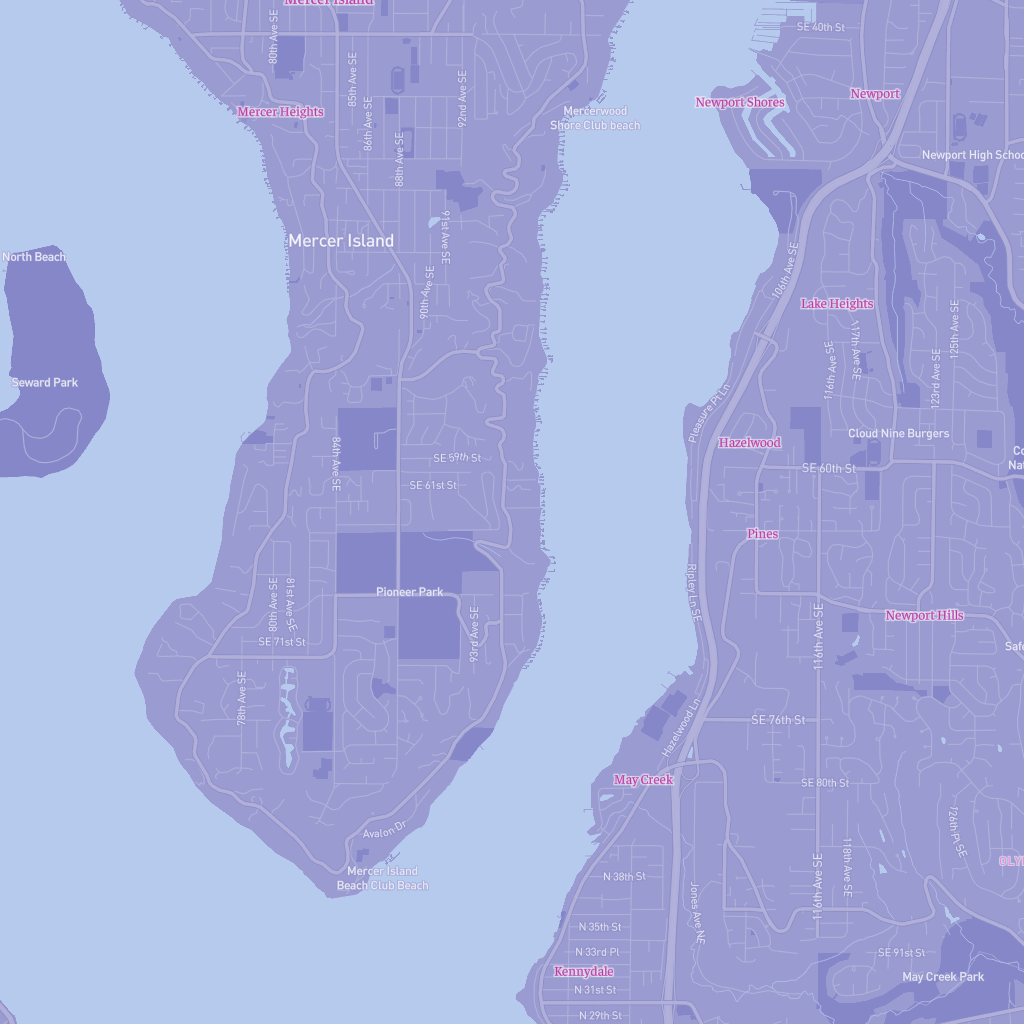 Mercer Island
SE 40th St
80th Ave SE
85th Ave SE
92nd Ave SE
Newport
Newport Shores
Mercer Heights
Mercerwood
Shore Club beach
86th Ave SE
88th Ave SE
Newport High Schoo
91st Ave SE
Mercer Island
North Beach
106th Ave SE
90th Ave SE
Lake Heights
125th Ave SE
117th Ave SE
116th Ave SE
123rd Ave SE
Seward Park
Pleasure Pt Ln
Cloud Nine Burgers
Hazelwood
84th Ave SE
SE 59th St
Co
Nat
SE 60th St
SE 61st St
Pines
Pioneer Park
Ripley Ln SE
80th Ave SE
81st Ave SE
Newport Hills
93rd Ave SE
116th Ave SE
SE 71st St
Safe
78th Ave SE
Hazelwood Ln
SE 76th St
May Creek
SE 80th St
Avalon Dr
126th Pl SE
118th Ave SE
OLY
Mercer Island
Beach Club Beach
N 38th St
116th Ave SE
Jones Ave NE
N 35th St
N 33rd Pl
SE 91st St
Kennydale
May Creek Park
N 31st St
N 29th St